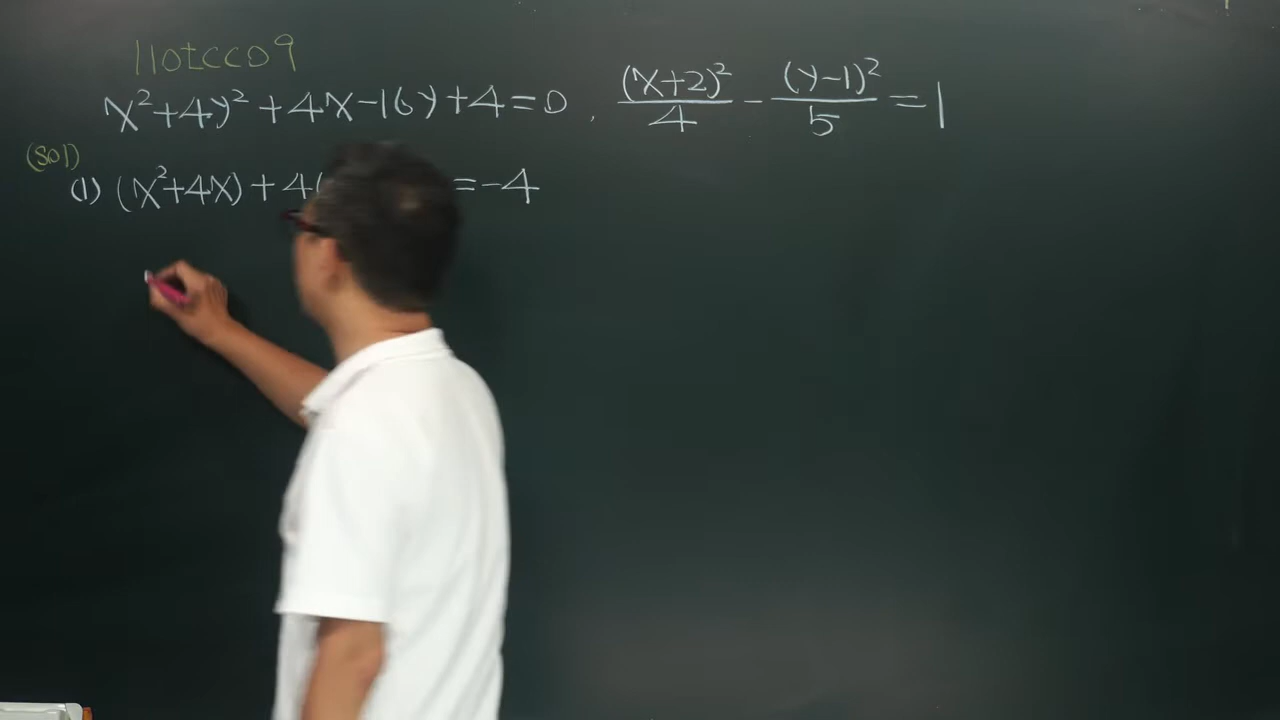 110tccc09
x²+4y²+4x-16y+4=0, (x+2)²/4 - (y-1)²/5 = 1
(sol)
(1) (x²+4x)+4( =-4